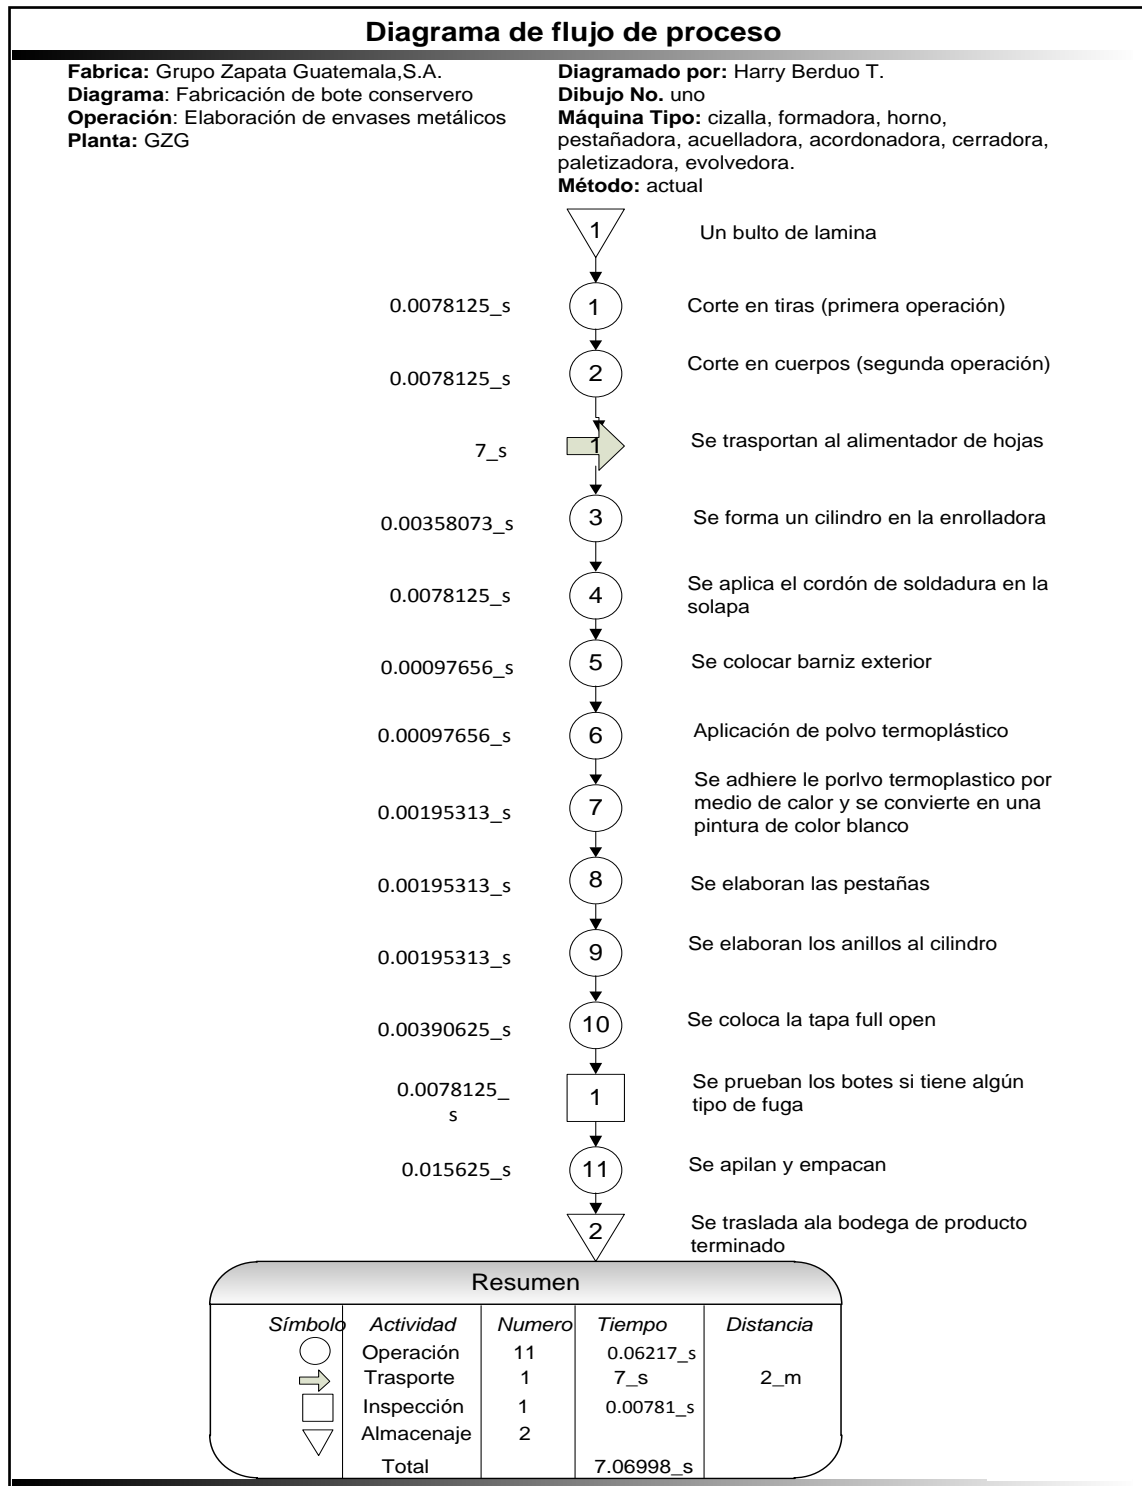 Diagrama de flujo de proceso
Fabrica: Grupo Zapata Guatemala,S.A.
Diagrama: Fabricación de bote conservero
Operación: Elaboración de envases metálicos
Planta: GZG
Diagramado por: Harry Berduo T.
Dibujo No. uno
Máquina Tipo: cizalla, formadora, horno,
pestañadora, acuelladora, acordonadora, cerradora,
paletizadora, evolvedora.
Método: actual
1 Un bulto de lamina
0.0078125_s 1 Corte en tiras (primera operación)
0.0078125_s 2 Corte en cuerpos (segunda operación)
7_s 1 Se trasportan al alimentador de hojas
0.00358073_s 3 Se forma un cilindro en la enrolladora
0.0078125_s 4 Se aplica el cordón de soldadura en la
solapa
0.00097656_s 5 Se colocar barniz exterior
0.00097656_s 6 Aplicación de polvo termoplástico
0.00195313_s 7 Se adhiere le porlvo termoplastico por
medio de calor y se convierte en una
pintura de color blanco
0.00195313_s 8 Se elaboran las pestañas
0.00195313_s 9 Se elaboran los anillos al cilindro
0.00390625_s 10 Se coloca la tapa full open
0.0078125_
s
1 Se prueban los botes si tiene algún
tipo de fuga
0.015625_s 11 Se apilan y empacan
2 Se traslada ala bodega de producto
terminado
Resumen
Símbolo Actividad Numero Tiempo Distancia
Operación 11 0.06217_s
Trasporte 1 7_s 2_m
Inspección 1 0.00781_s
Almacenaje 2
Total 7.06998_s